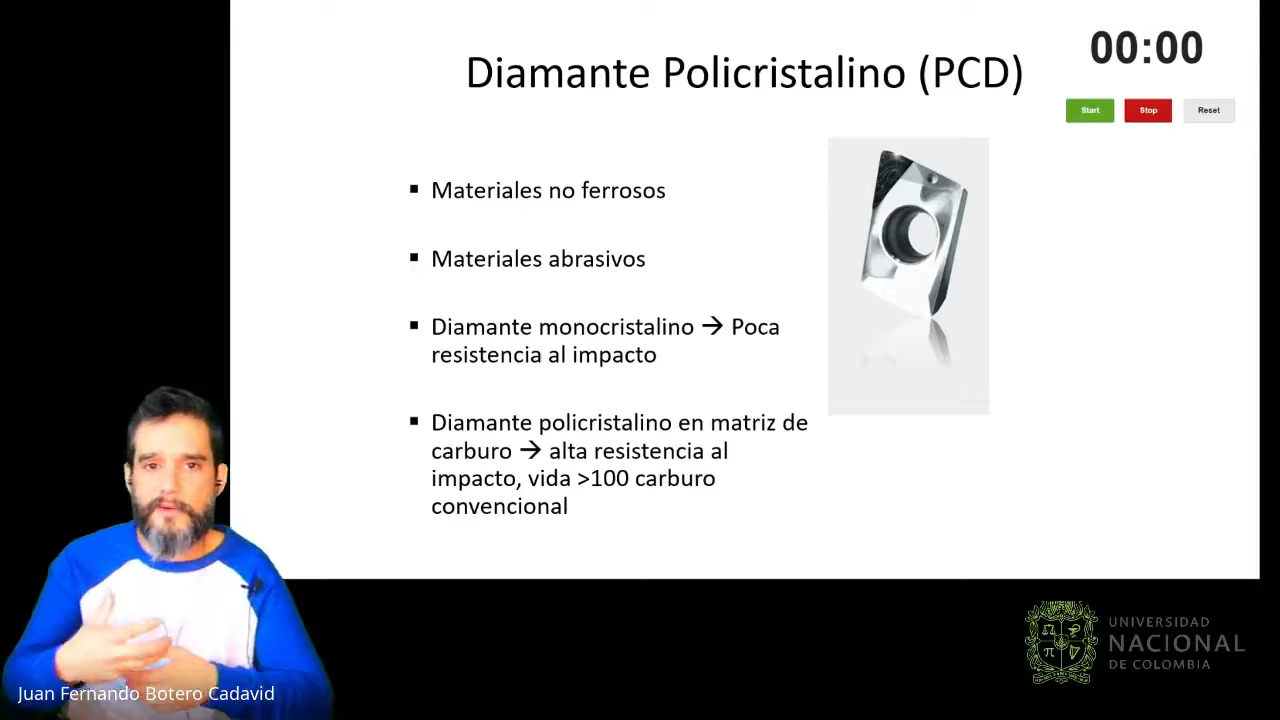 Diamante Policristalino (PCD)
00:00
Start Stop Reset
▪ Materiales no ferrosos
▪ Materiales abrasivos
▪ Diamante monocristalino → Poca
resistencia al impacto
▪ Diamante policristalino en matriz de
carburo → alta resistencia al
impacto, vida >100 carburo
convencional
UNIVERSIDAD
NACIONAL
DE COLOMBIA
Juan Fernando Botero Cadavid